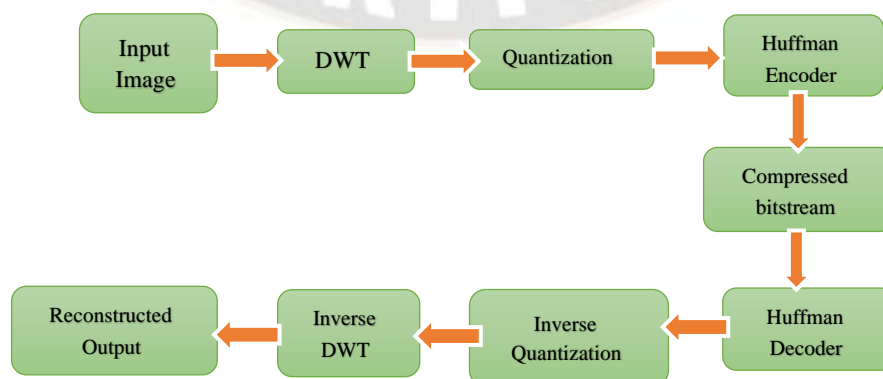 Input
Image
DWT
Quantization
Huffman
Encoder
Compressed
bitstream
Huffman
Decoder
Inverse
Quantization
Inverse
DWT
Reconstructed
Output